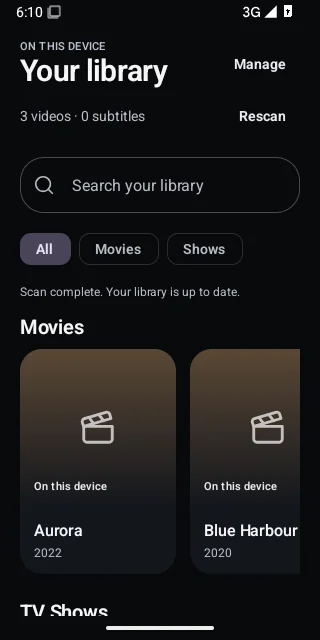 6:10
3G
ON THIS DEVICE
Your library
Manage
3 videos · 0 subtitles
Rescan
Search your library
All
Movies
Shows
Scan complete. Your library is up to date.
Movies
On this device
Aurora
2022
On this device
Blue Harbour
2020
TV Shows